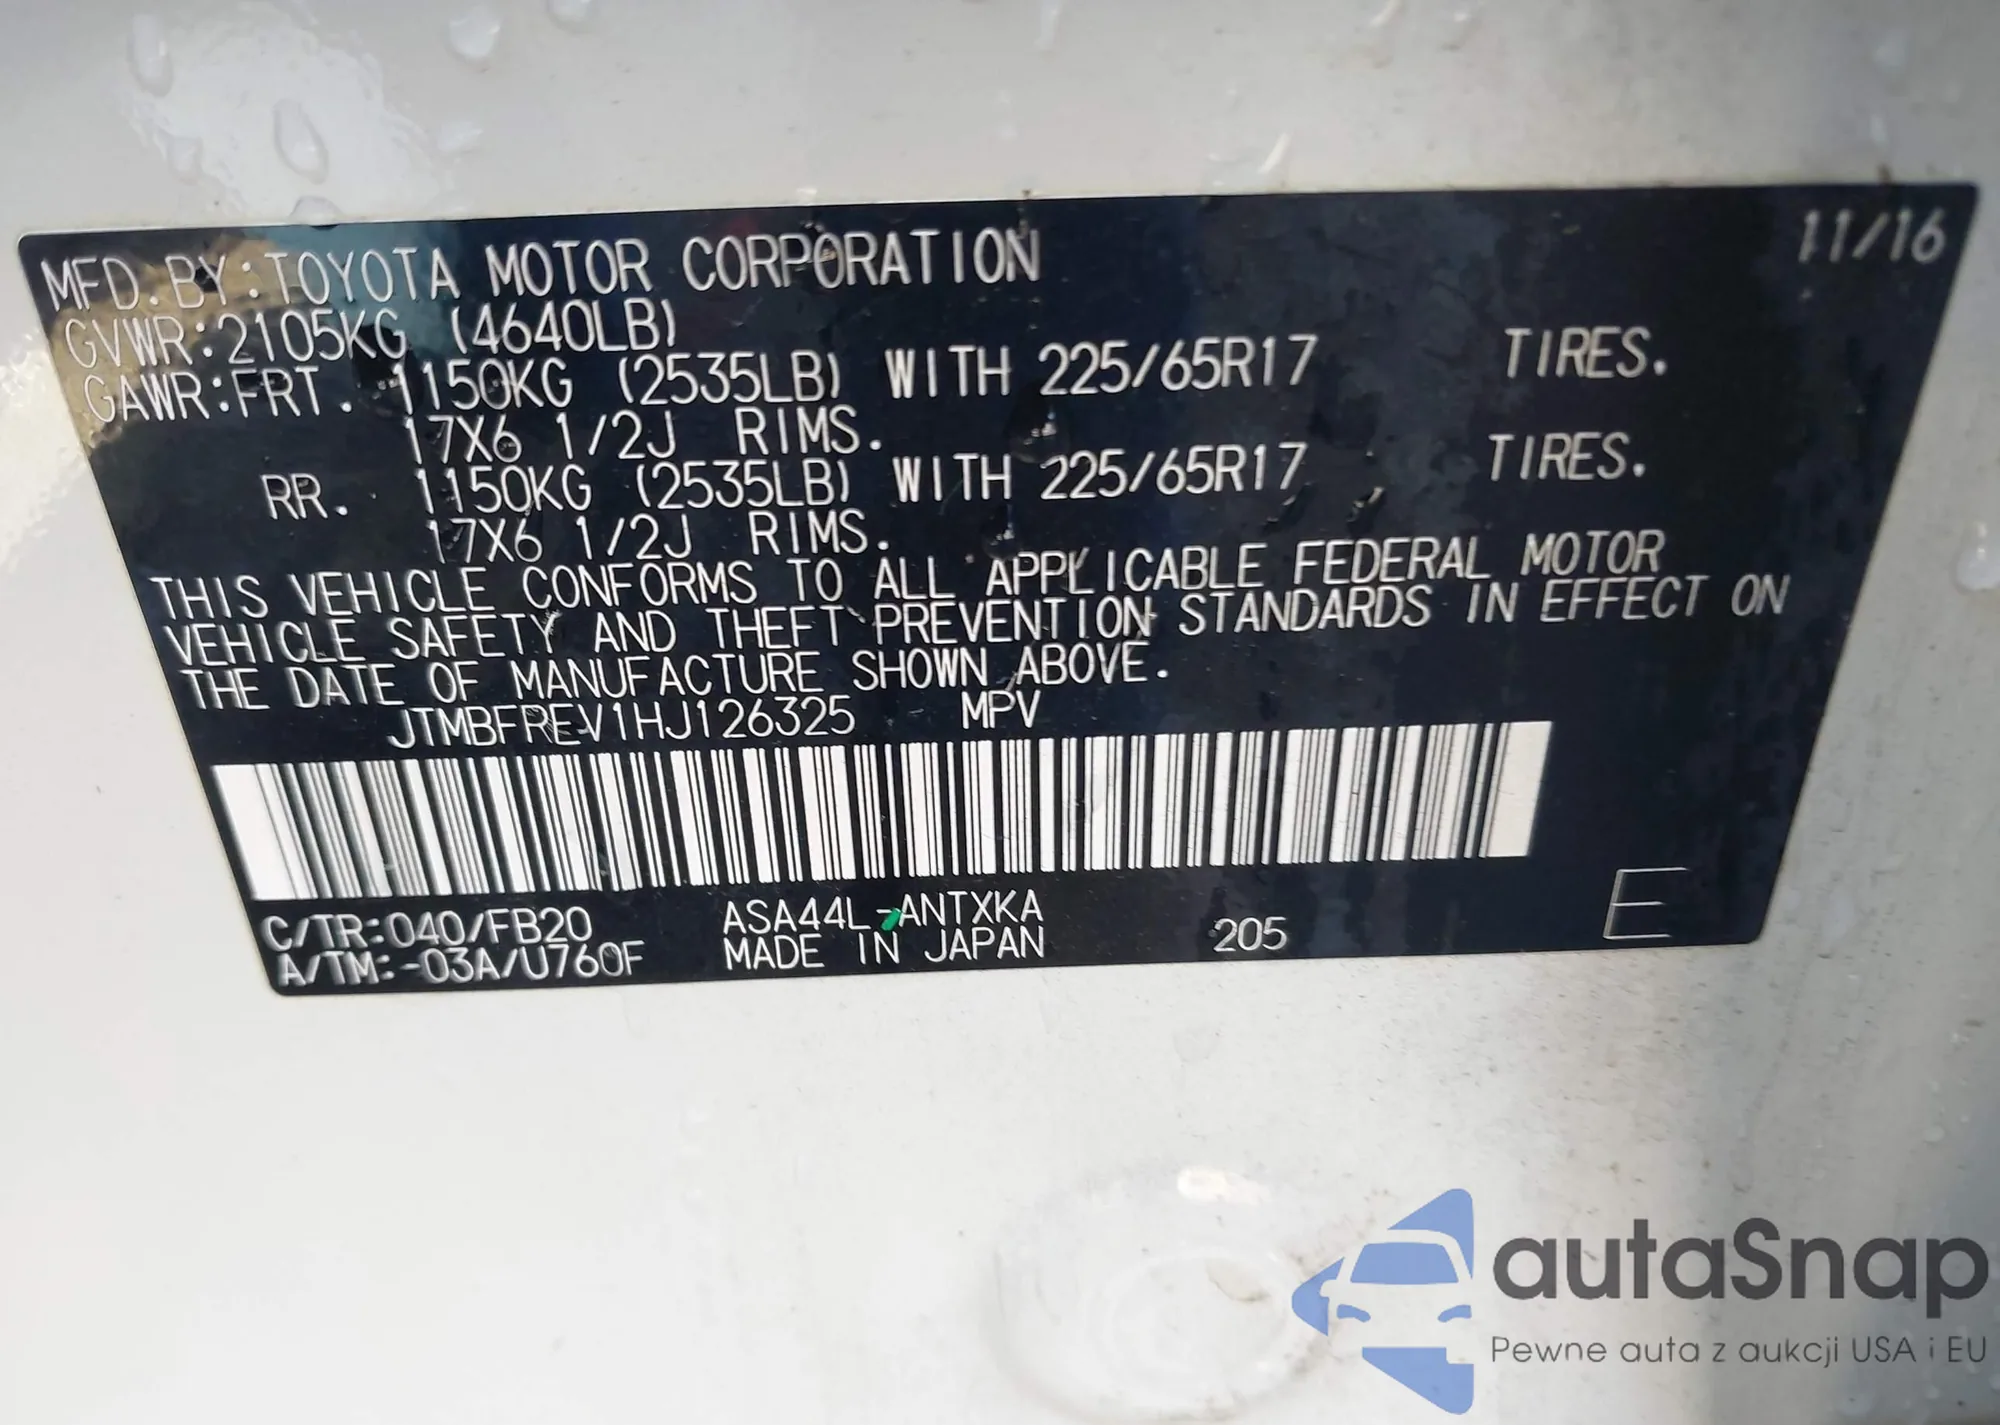 11/16
MFD.BY:TOYOTA MOTOR CORPORATION
GVWR:2105KG (4640LB)
GAWR:FRT. 1150KG (2535LB) WITH 225/65R17 TIRES.
17X6 1/2J RIMS.
RR. 1150KG (2535LB) WITH 225/65R17 TIRES.
17X6 1/2J RIMS.
THIS VEHICLE CONFORMS TO ALL APPLICABLE FEDERAL MOTOR
VEHICLE SAFETY AND THEFT PREVENTION STANDARDS IN EFFECT ON
THE DATE OF MANUFACTURE SHOWN ABOVE.
JTMBFREV1HJ126325 MPV
C/TR:040/FB20 ASA44L-ANTXKA
A/TM:-03A/U760F MADE IN JAPAN 205 E
autaSnap
Pewne auta z aukcji USA i EU